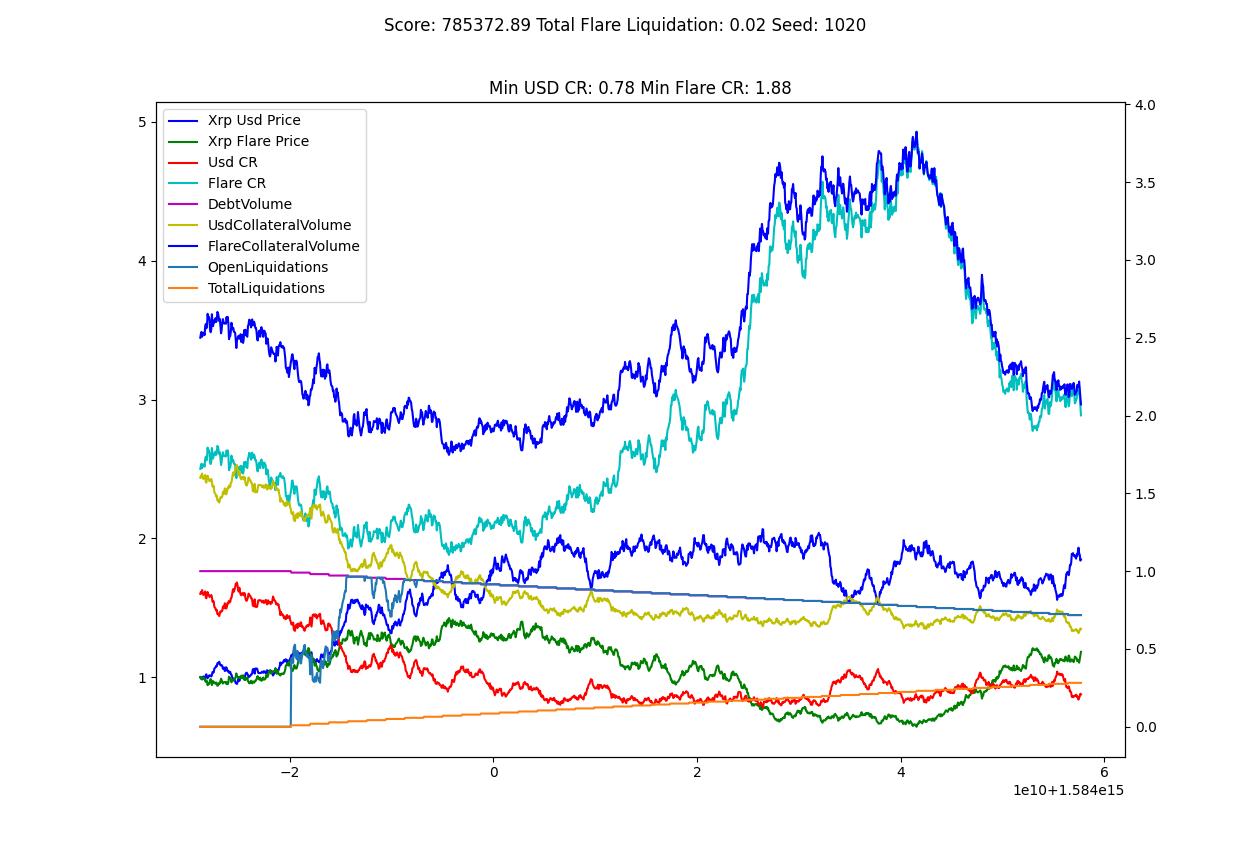 Score: 785372.89 Total Flare Liquidation: 0.02 Seed: 1020
Min USD CR: 0.78 Min Flare CR: 1.88
Xrp Usd Price
Xrp Flare Price
Usd CR
Flare CR
DebtVolume
UsdCollateralVolume
FlareCollateralVolume
OpenLiquidations
TotalLiquidations
5
4
3
2
1
4.0
3.5
3.0
2.5
2.0
1.5
1.0
0.5
0.0
−2
0
2
4
6
1e10+1.584e15